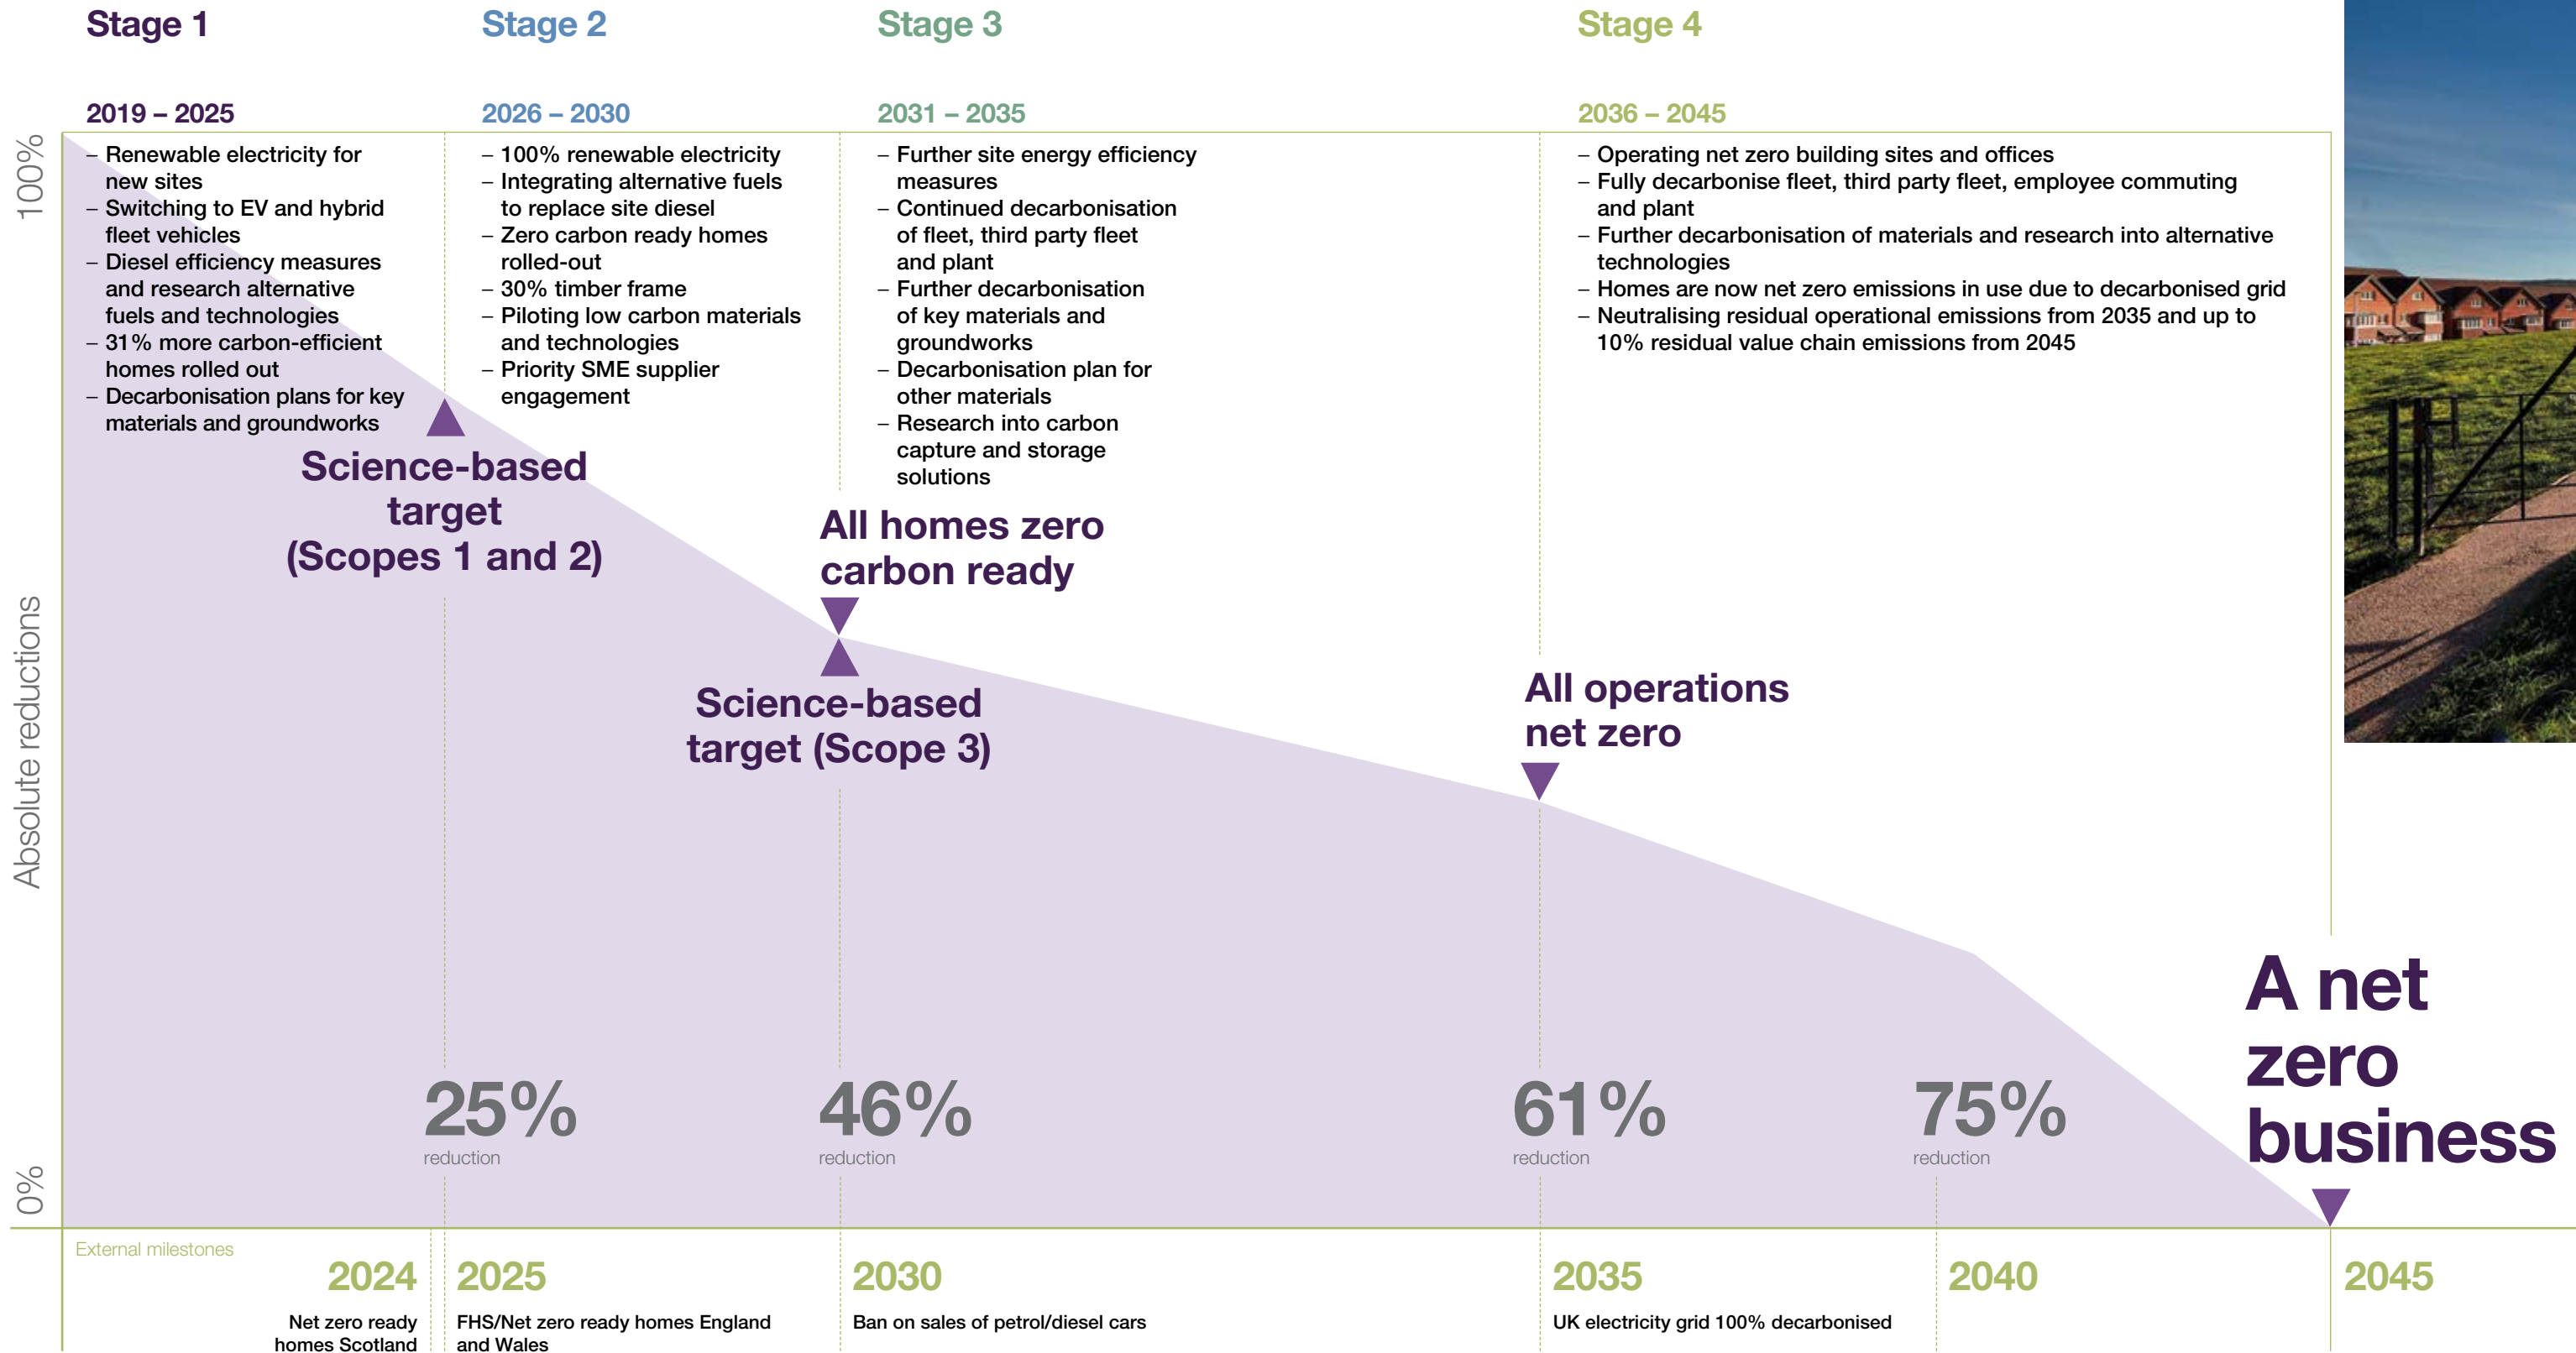 Stage 1
2019 – 2025
– Renewable electricity for
new sites
– Switching to EV and hybrid
fleet vehicles
– Diesel efficiency measures
and research alternative
fuels and technologies
– 31% more carbon-efficient
homes rolled out
– Decarbonisation plans for key
materials and groundworks
Stage 2
2026 – 2030
– 100% renewable electricity
– Integrating alternative fuels
to replace site diesel
– Zero carbon ready homes
rolled-out
– 30% timber frame
– Piloting low carbon materials
and technologies
– Priority SME supplier
engagement
Stage 3
2031 – 2035
– Further site energy efficiency
measures
– Continued decarbonisation
of fleet, third party fleet
and plant
– Further decarbonisation
of key materials and
groundworks
– Decarbonisation plan for
other materials
– Research into carbon
capture and storage
solutions
Stage 4
2036 – 2045
– Operating net zero building sites and offices
– Fully decarbonise fleet, third party fleet, employee commuting
and plant
– Further decarbonisation of materials and research into alternative
technologies
– Homes are now net zero emissions in use due to decarbonised grid
– Neutralising residual operational emissions from 2035 and up to
10% residual value chain emissions from 2045
100%
Absolute reductions
0%
Science-based
target
(Scopes 1 and 2)
All homes zero
carbon ready
Science-based
target (Scope 3)
All operations
net zero
A net
zero
business
25%
reduction
46%
reduction
61%
reduction
75%
reduction
External milestones
2024
Net zero ready
homes Scotland
2025
FHS/Net zero ready homes England
and Wales
2030
Ban on sales of petrol/diesel cars
2035
UK electricity grid 100% decarbonised
2040
2045